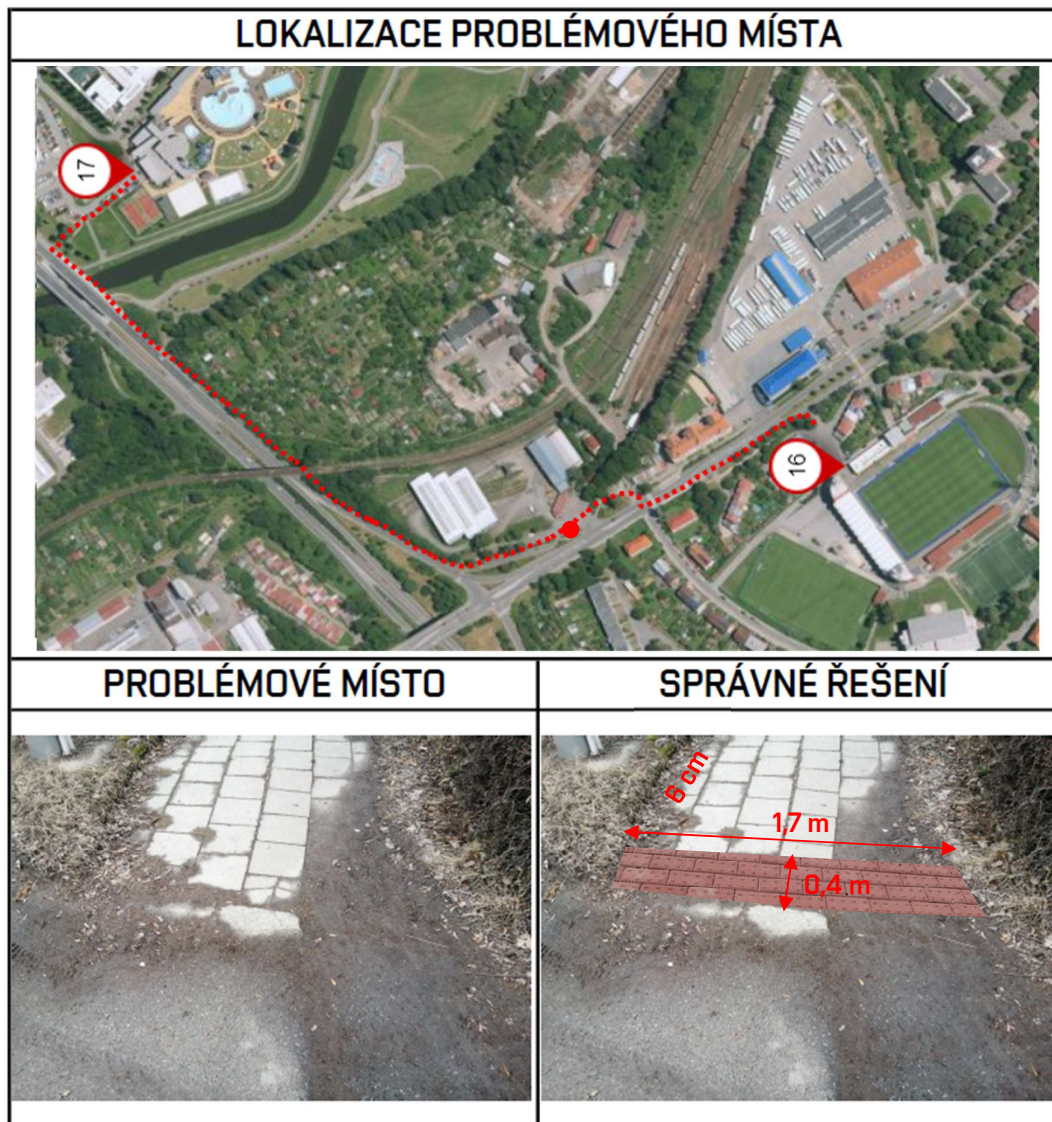 LOKALIZACE PROBLÉMOVÉHO MÍSTA
17
16
PROBLÉMOVÉ MÍSTO
SPRÁVNÉ ŘEŠENÍ
6 cm
1,7 m
0,4 m